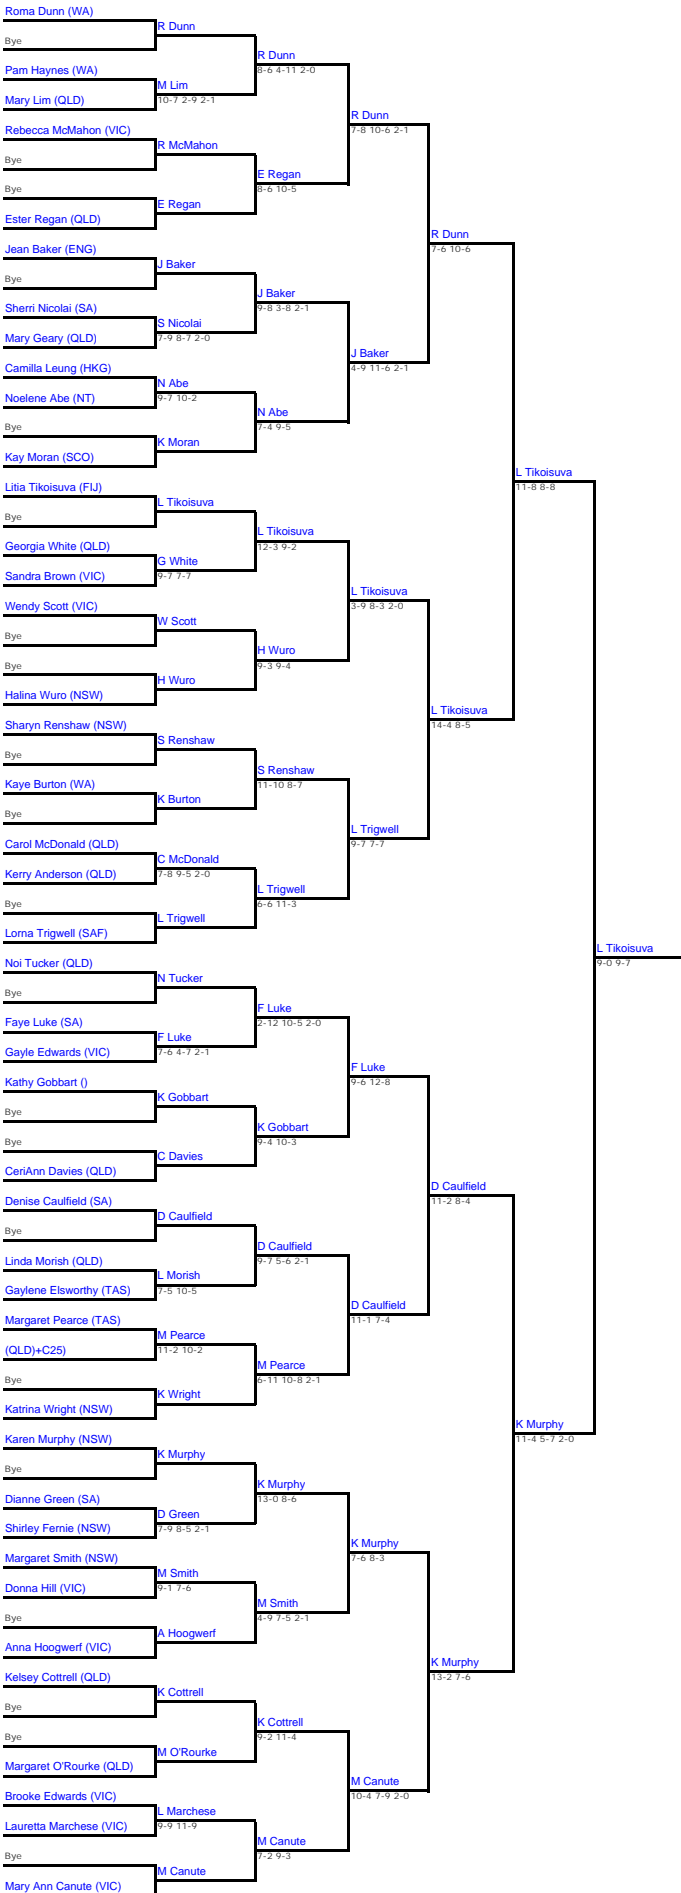 Roma Dunn (WA)
R Dunn
Bye
R Dunn
8-6 4-11 2-0
Pam Haynes (WA)
M Lim
10-7 2-9 2-1
Mary Lim (QLD)
R Dunn
7-8 10-6 2-1
Rebecca McMahon (VIC)
R McMahon
Bye
E Regan
8-6 10-5
Bye
E Regan
Ester Regan (QLD)
R Dunn
7-6 10-6
Jean Baker (ENG)
J Baker
Bye
J Baker
9-8 3-8 2-1
Sherri Nicolai (SA)
S Nicolai
7-9 8-7 2-0
Mary Geary (QLD)
J Baker
4-9 11-6 2-1
Camilla Leung (HKG)
N Abe
9-7 10-2
Noelene Abe (NT)
N Abe
7-4 9-5
Bye
K Moran
Kay Moran (SCO)
L Tikoisuva
11-8 8-8
Litia Tikoisuva (FIJ)
L Tikoisuva
Bye
L Tikoisuva
12-3 9-2
Georgia White (QLD)
G White
9-7 7-7
Sandra Brown (VIC)
L Tikoisuva
3-9 8-3 2-0
Wendy Scott (VIC)
W Scott
Bye
H Wuro
9-3 9-4
Bye
H Wuro
Halina Wuro (NSW)
L Tikoisuva
14-4 8-5
Sharyn Renshaw (NSW)
S Renshaw
Bye
S Renshaw
11-10 8-7
Kaye Burton (WA)
K Burton
Bye
L Trigwell
9-7 7-7
Carol McDonald (QLD)
C McDonald
7-8 9-5 2-0
Kerry Anderson (QLD)
L Trigwell
6-6 11-3
Bye
L Trigwell
Lorna Trigwell (SAF)
L Tikoisuva
9-0 9-7
Noi Tucker (QLD)
N Tucker
Bye
F Luke
2-12 10-5 2-0
Faye Luke (SA)
F Luke
7-6 4-7 2-1
Gayle Edwards (VIC)
F Luke
9-6 12-8
Kathy Gobbart ()
K Gobbart
Bye
K Gobbart
9-4 10-3
Bye
C Davies
CeriAnn Davies (QLD)
D Caulfield
11-2 8-4
Denise Caulfield (SA)
D Caulfield
Bye
D Caulfield
9-7 5-6 2-1
Linda Morish (QLD)
L Morish
7-5 10-5
Gaylene Elsworthy (TAS)
D Caulfield
11-1 7-4
Margaret Pearce (TAS)
M Pearce
11-2 10-2
(QLD)+C25)
M Pearce
6-11 10-8 2-1
Bye
K Wright
Katrina Wright (NSW)
K Murphy
11-4 5-7 2-0
Karen Murphy (NSW)
K Murphy
Bye
K Murphy
13-0 8-6
Dianne Green (SA)
D Green
7-9 8-5 2-1
Shirley Fernie (NSW)
K Murphy
7-6 8-3
Margaret Smith (NSW)
M Smith
9-1 7-6
Donna Hill (VIC)
M Smith
4-9 7-5 2-1
Bye
A Hoogwerf
Anna Hoogwerf (VIC)
K Murphy
13-2 7-6
Kelsey Cottrell (QLD)
K Cottrell
Bye
K Cottrell
9-2 11-4
Bye
M O'Rourke
Margaret O'Rourke (QLD)
M Canute
10-4 7-9 2-0
Brooke Edwards (VIC)
L Marchese
9-9 11-9
Lauretta Marchese (VIC)
M Canute
7-2 9-3
Bye
M Canute
Mary Ann Canute (VIC)